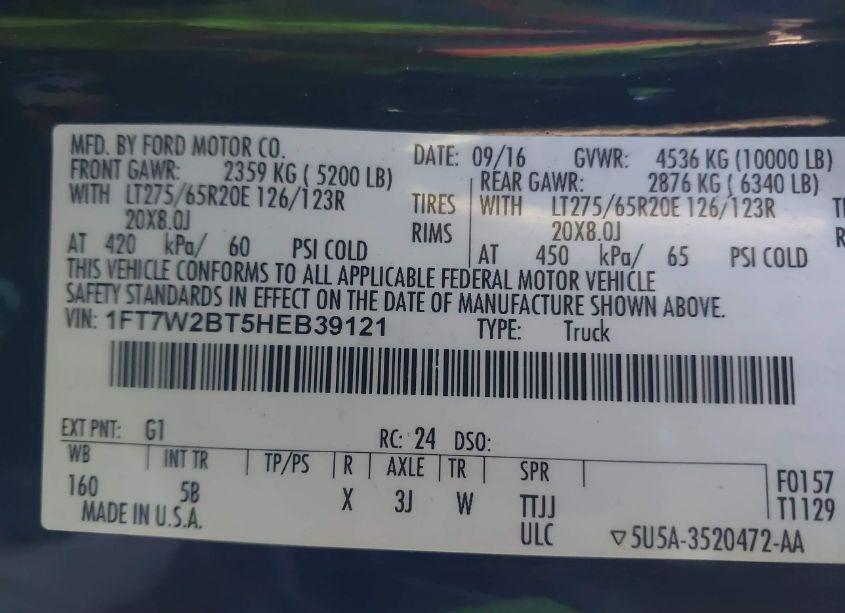 MFD. BY FORD MOTOR CO.
DATE: 09/16 GVWR: 4536 KG (10000 LB)
FRONT GAWR: 2359 KG ( 5200 LB) REAR GAWR: 2876 KG ( 6340 LB)
WITH LT275/65R20E 126/123R TIRES WITH LT275/65R20E 126/123R
20X8.0J RIMS 20X8.0J
AT 420 kPa/ 60 PSI COLD AT 450 kPa/ 65 PSI COLD
THIS VEHICLE CONFORMS TO ALL APPLICABLE FEDERAL MOTOR VEHICLE
SAFETY STANDARDS IN EFFECT ON THE DATE OF MANUFACTURE SHOWN ABOVE.
VIN: 1FT7W2BT5HEB39121 TYPE: Truck
EXT PNT: G1 RC: 24 DSO:
WB INT TR TP/PS R AXLE TR SPR F0157
160 5B X 3J W TTJJ T1129
MADE IN U.S.A. ULC ▽5U5A-3520472-AA